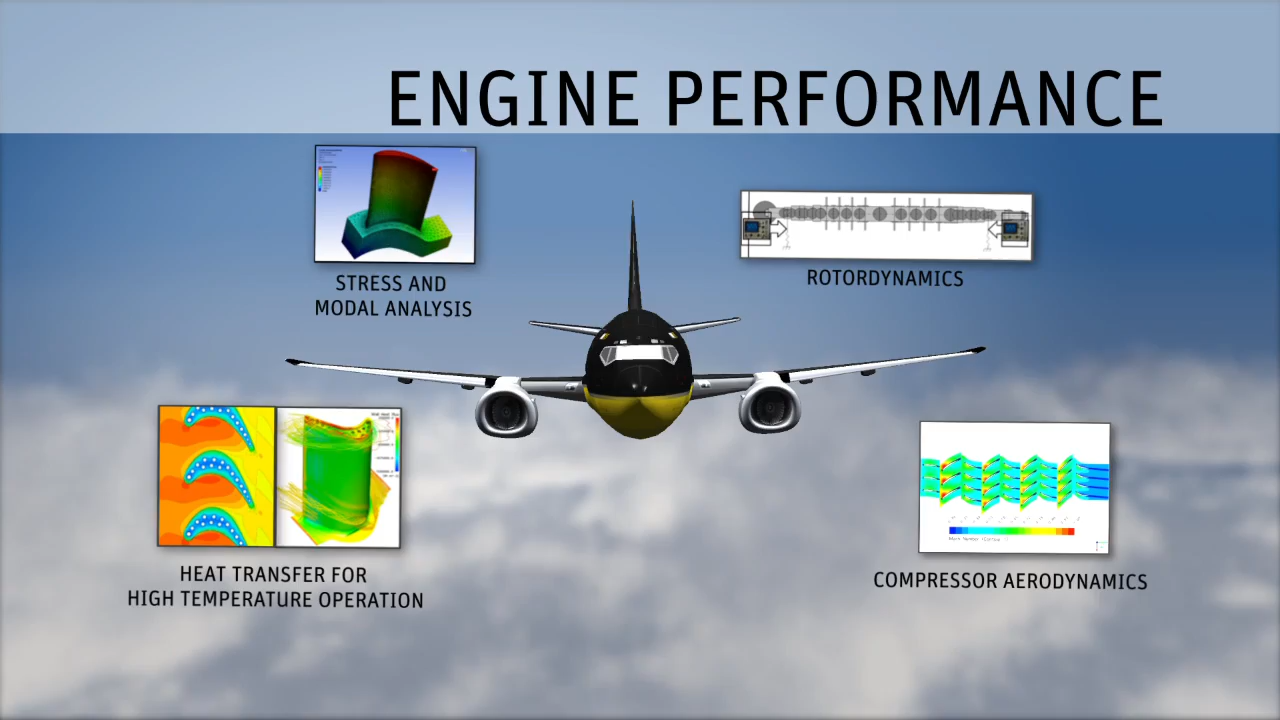 ENGINE PERFORMANCE
STRESS AND
MODAL ANALYSIS
ROTORDYNAMICS
HEAT TRANSFER FOR
HIGH TEMPERATURE OPERATION
COMPRESSOR AERODYNAMICS